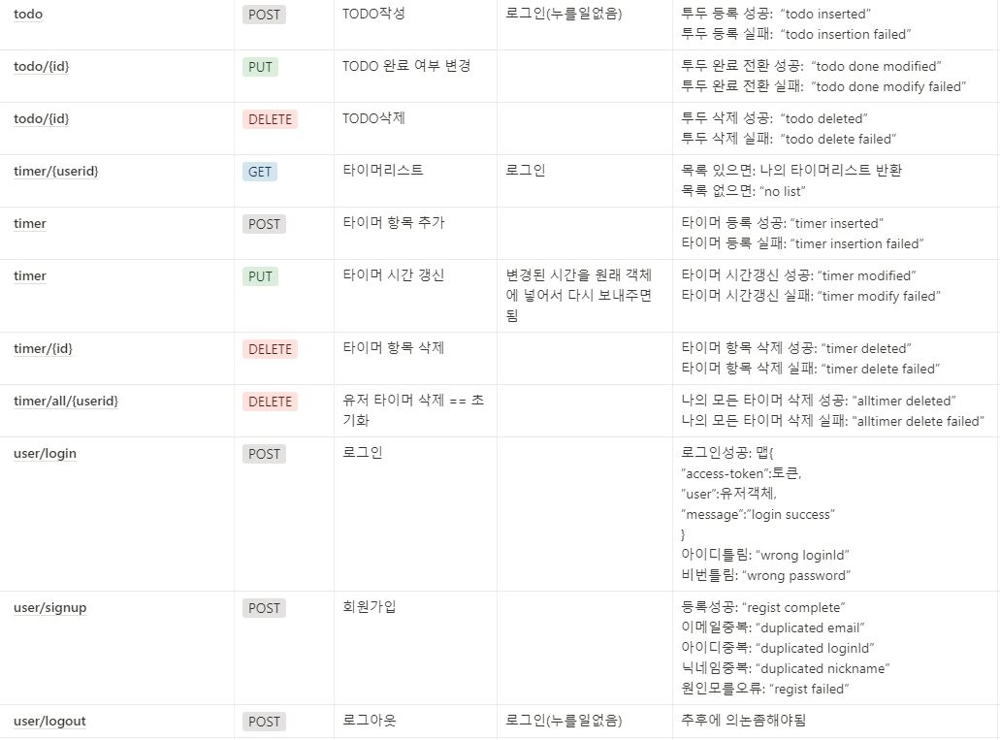 todo POST TODO작성 로그인(누를일없음) 투두 등록 성공: “todo inserted”
투두 등록 실패: “todo insertion failed”
todo/{id} PUT TODO 완료 여부 변경 투두 완료 전환 성공: “todo done modified”
투두 완료 전환 실패: “todo done modify failed”
todo/{id} DELETE TODO삭제 투두 삭제 성공: “todo deleted”
투두 삭제 실패: “todo delete failed”
timer/{userid} GET 타이머리스트 로그인 목록 있으면: 나의 타이머리스트 반환
목록 없으면: “no list”
timer POST 타이머 항목 추가 타이머 등록 성공: “timer inserted”
타이머 등록 실패: “timer insertion failed”
timer PUT 타이머 시간 갱신 변경된 시간을 원래 객체 타이머 시간갱신 성공: “timer modified”
에 넣어서 다시 보내주면 타이머 시간갱신 실패: “timer modify failed”
됨
timer/{id} DELETE 타이머 항목 삭제 타이머 항목 삭제 성공: “timer deleted”
타이머 항목 삭제 실패: “timer delete failed”
timer/all/{userid} DELETE 유저 타이머 삭제 == 초 나의 모든 타이머 삭제 성공: "alltimer deleted”
기화 나의 모든 타이머 삭제 실패: "alltimer delete failed”
user/login POST 로그인 로그인성공: 맵{
”access-token”:토큰,
”user”:유저객체,
”message”:”login success”
}
아이디틀림: “wrong loginId”
비번틀림: “wrong password”
user/signup POST 회원가입 등록성공: “regist complete”
이메일중복: “duplicated email”
아이디중복: “duplicated loginId”
닉네임중복: “duplicated nickname”
원인모를오류: “regist failed”
user/logout POST 로그아웃 로그인(누를일없음) 추후에 의논좀해야됨